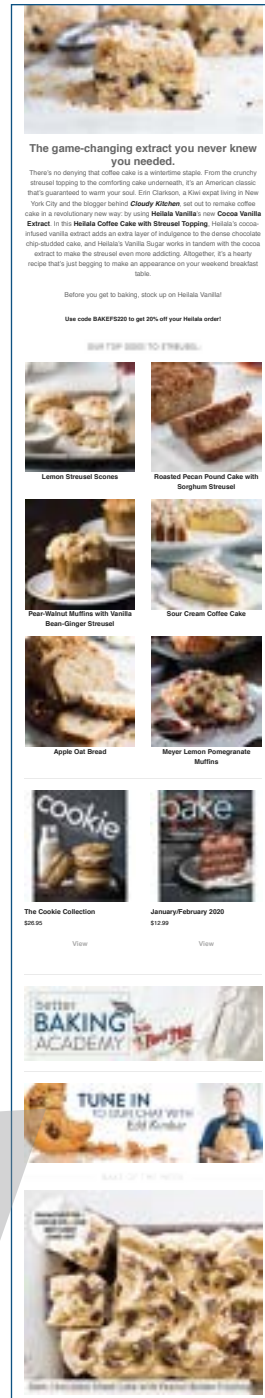 The game-changing extract you never knew
you needed.
There's no denying that coffee cake is a wintertime staple. From the crunchy
streusel topping to the comforting cake underneath, it's an American classic
that's guaranteed to warm your soul. Erin Clarkson, a Kiwi expat living in New
York City and the blogger behind Cloudy Kitchen, set out to remake coffee
cake in a revolutionary new way: by using Heilala Vanilla's new Cocoa Vanilla
Extract. In this Heilala Coffee Cake with Streusel Topping, Heilala's cocoa-
infused vanilla extract adds an extra layer of indulgence to the dense chocolate
chip-studded cake, and Heilala's Vanilla Sugar works in tandem with the cocoa
extract to make the streusel even more addicting. Altogether, it's a hearty
recipe that's just begging to make an appearance on your weekend breakfast
table.
Before you get to baking, stock up on Heilala Vanilla!
Use code BAKEFS220 to get 20% off your Heilala order!
Lemon Streusel Scones
Roasted Pecan Pound Cake with
Sorghum Streusel
Pear-Walnut Muffins with Vanilla
Bean-Ginger Streusel
Sour Cream Coffee Cake
Apple Oat Bread
Meyer Lemon Pomegranate
Muffins
cookie
bake
The Cookie Collection
$26.95
View
January/February 2020
$12.99
View
better
BAKING
ACADEMY
TUNE IN
TO OUR CHAT WITH
Edd Kimber